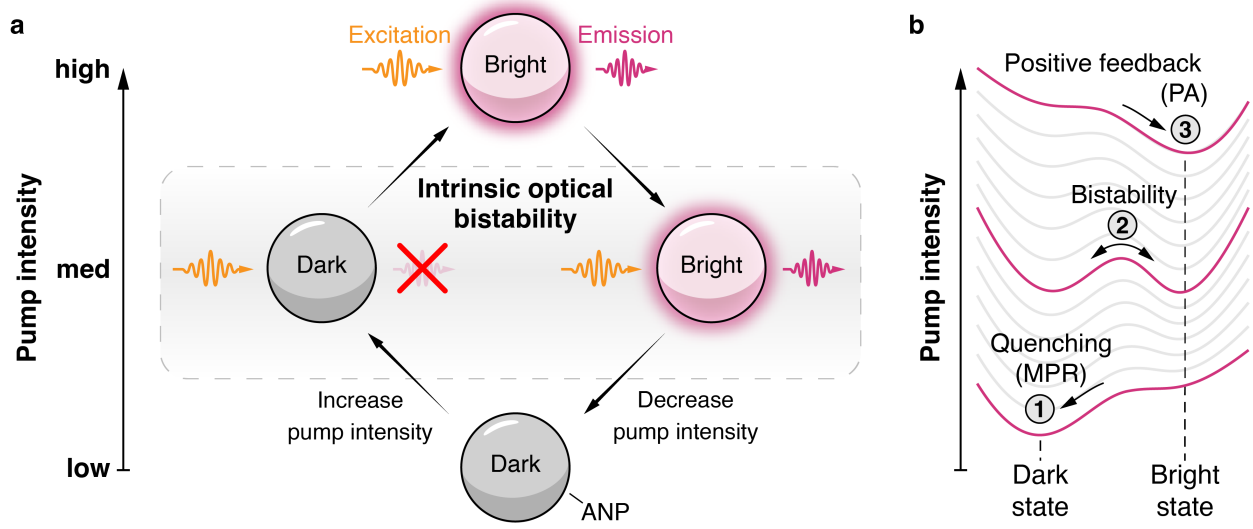 a
Excitation
Emission
Bright
high
Pump intensity
Intrinsic optical
bistability
med
Dark
Bright
Increase
pump intensity
Decrease
pump intensity
low
Dark
ANP
b
Positive feedback
(PA)
3
Pump intensity
Bistability
2
Quenching
(MPR)
1
Dark
state
Bright
state